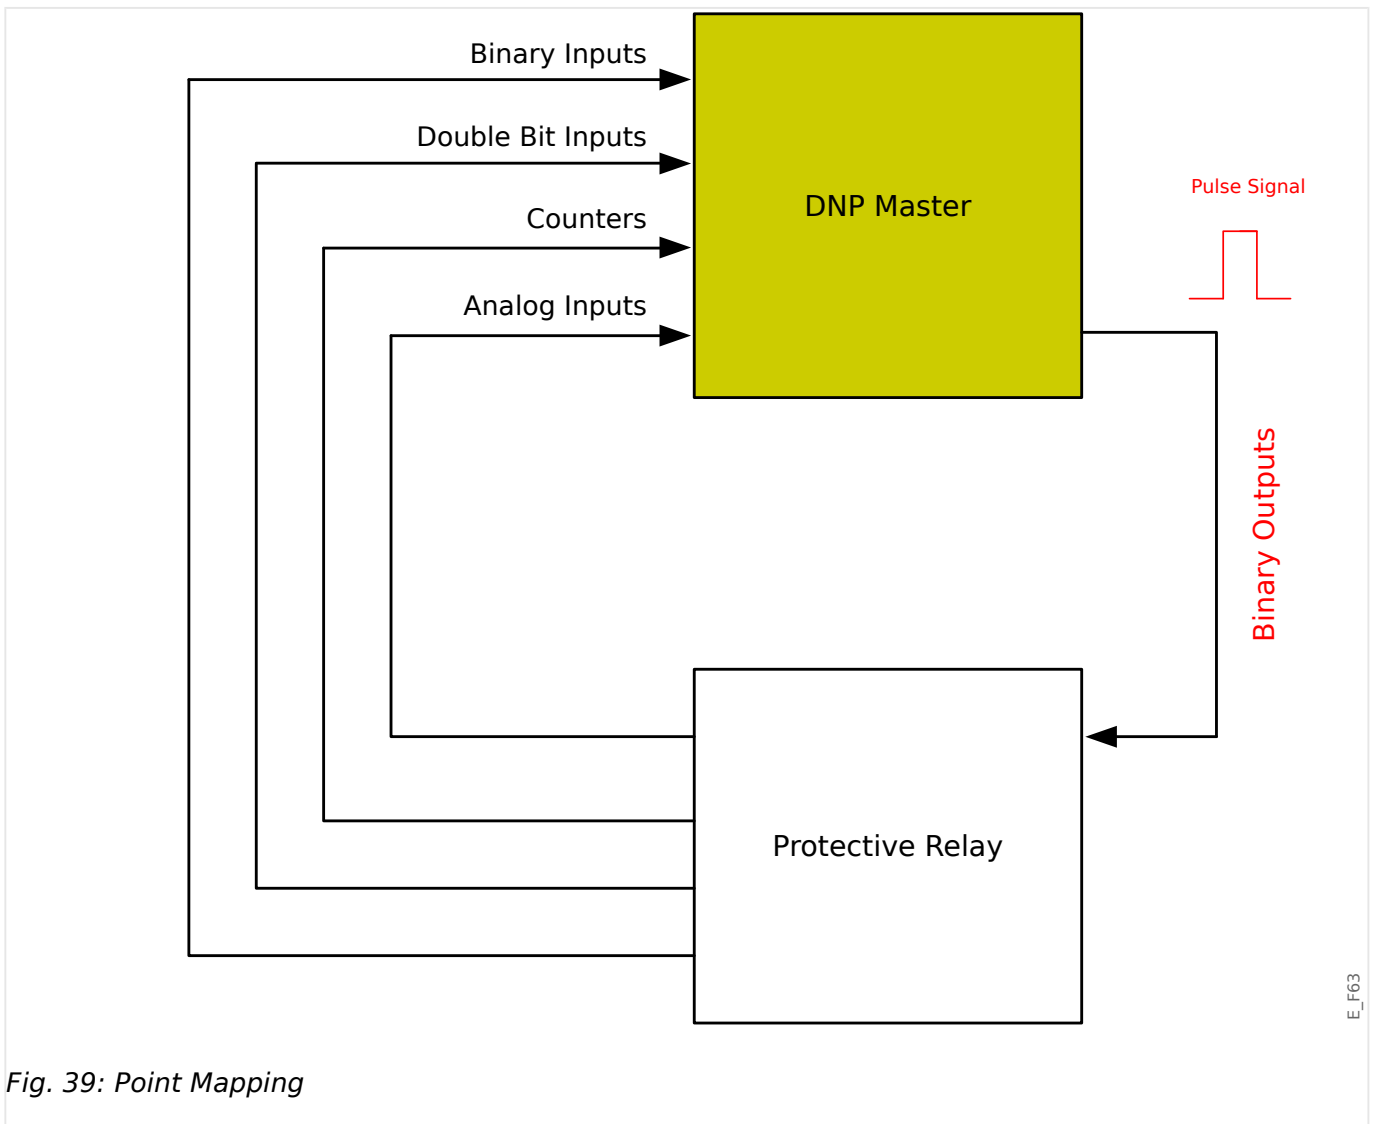 Binary Inputs
Double Bit Inputs
Counters
Analog Inputs
DNP Master
Pulse Signal
Binary Outputs
Protective Relay
E_F63
Fig. 39: Point Mapping